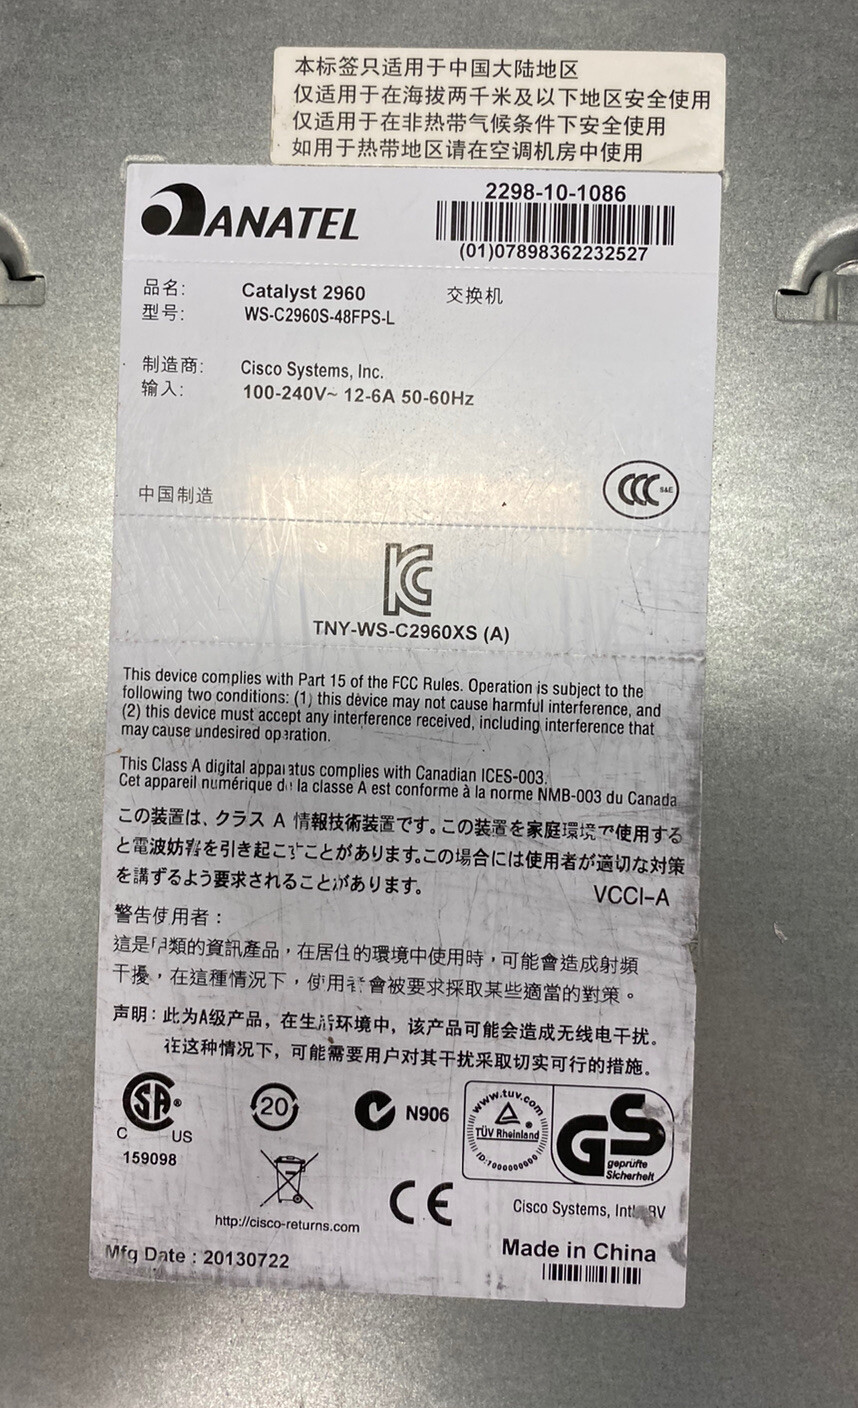 本标签只适用于中国大陆地区
仅适用于在海拔两千米及以下地区安全使用
仅适用于在非热带气候条件下安全使用
如用于热带地区请在空调机房中使用
ANATEL
2298-10-1086
(01)07898362232527
品名: Catalyst 2960 交换机
型号: WS-C2960S-48FPS-L
制造商: Cisco Systems, Inc.
输入: 100-240V~ 12-6A 50-60Hz
中国制造
CCC S&E
KC
TNY-WS-C2960XS (A)
This device complies with Part 15 of the FCC Rules. Operation is subject to the
following two conditions: (1) this device may not cause harmful interference, and
(2) this device must accept any interference received, including interference that
may cause undesired operation.
This Class A digital apparatus complies with Canadian ICES-003.
Cet appareil numérique de la classe A est conforme à la norme NMB-003 du Canada
この装置は、クラス A 情報技術装置です。この装置を家庭環境で使用する
と電波妨害を引き起こすことがあります。この場合には使用者が適切な対策
を講ずるよう要求されることがあります。
VCCI-A
警告使用者：
這是甲類的資訊產品，在居住的環境中使用時，可能會造成射頻
干擾，在這種情況下，使用者會被要求採取某些適當的對策。
声明：此为A级产品，在生活环境中，该产品可能会造成无线电干扰。
在这种情况下，可能需要用户对其干扰采取切实可行的措施。
SA®
C US
159098
20
N906
www.tuv.com
TÜV Rheinland
ID:1000000000
GS
geprüfte
Sicherheit
http://cisco-returns.com
CE
Cisco Systems, BV
Mfg Date : 20130722
Made in China